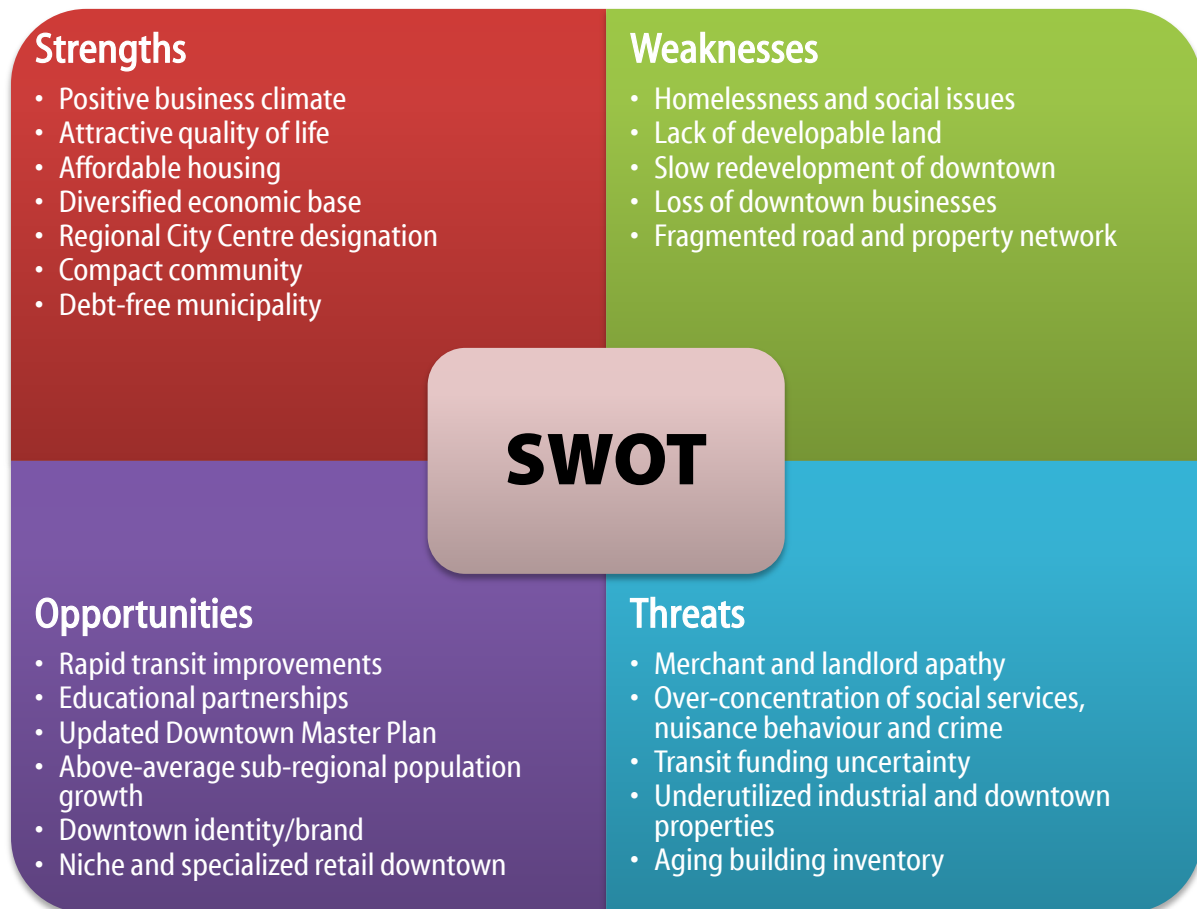 Strengths
• Positive business climate
• Attractive quality of life
• Affordable housing
• Diversified economic base
• Regional City Centre designation
• Compact community
• Debt-free municipality
Weaknesses
• Homelessness and social issues
• Lack of developable land
• Slow redevelopment of downtown
• Loss of downtown businesses
• Fragmented road and property network
SWOT
Opportunities
• Rapid transit improvements
• Educational partnerships
• Updated Downtown Master Plan
• Above-average sub-regional population
growth
• Downtown identity/brand
• Niche and specialized retail downtown
Threats
• Merchant and landlord apathy
• Over-concentration of social services,
nuisance behaviour and crime
• Transit funding uncertainty
• Underutilized industrial and downtown
properties
• Aging building inventory